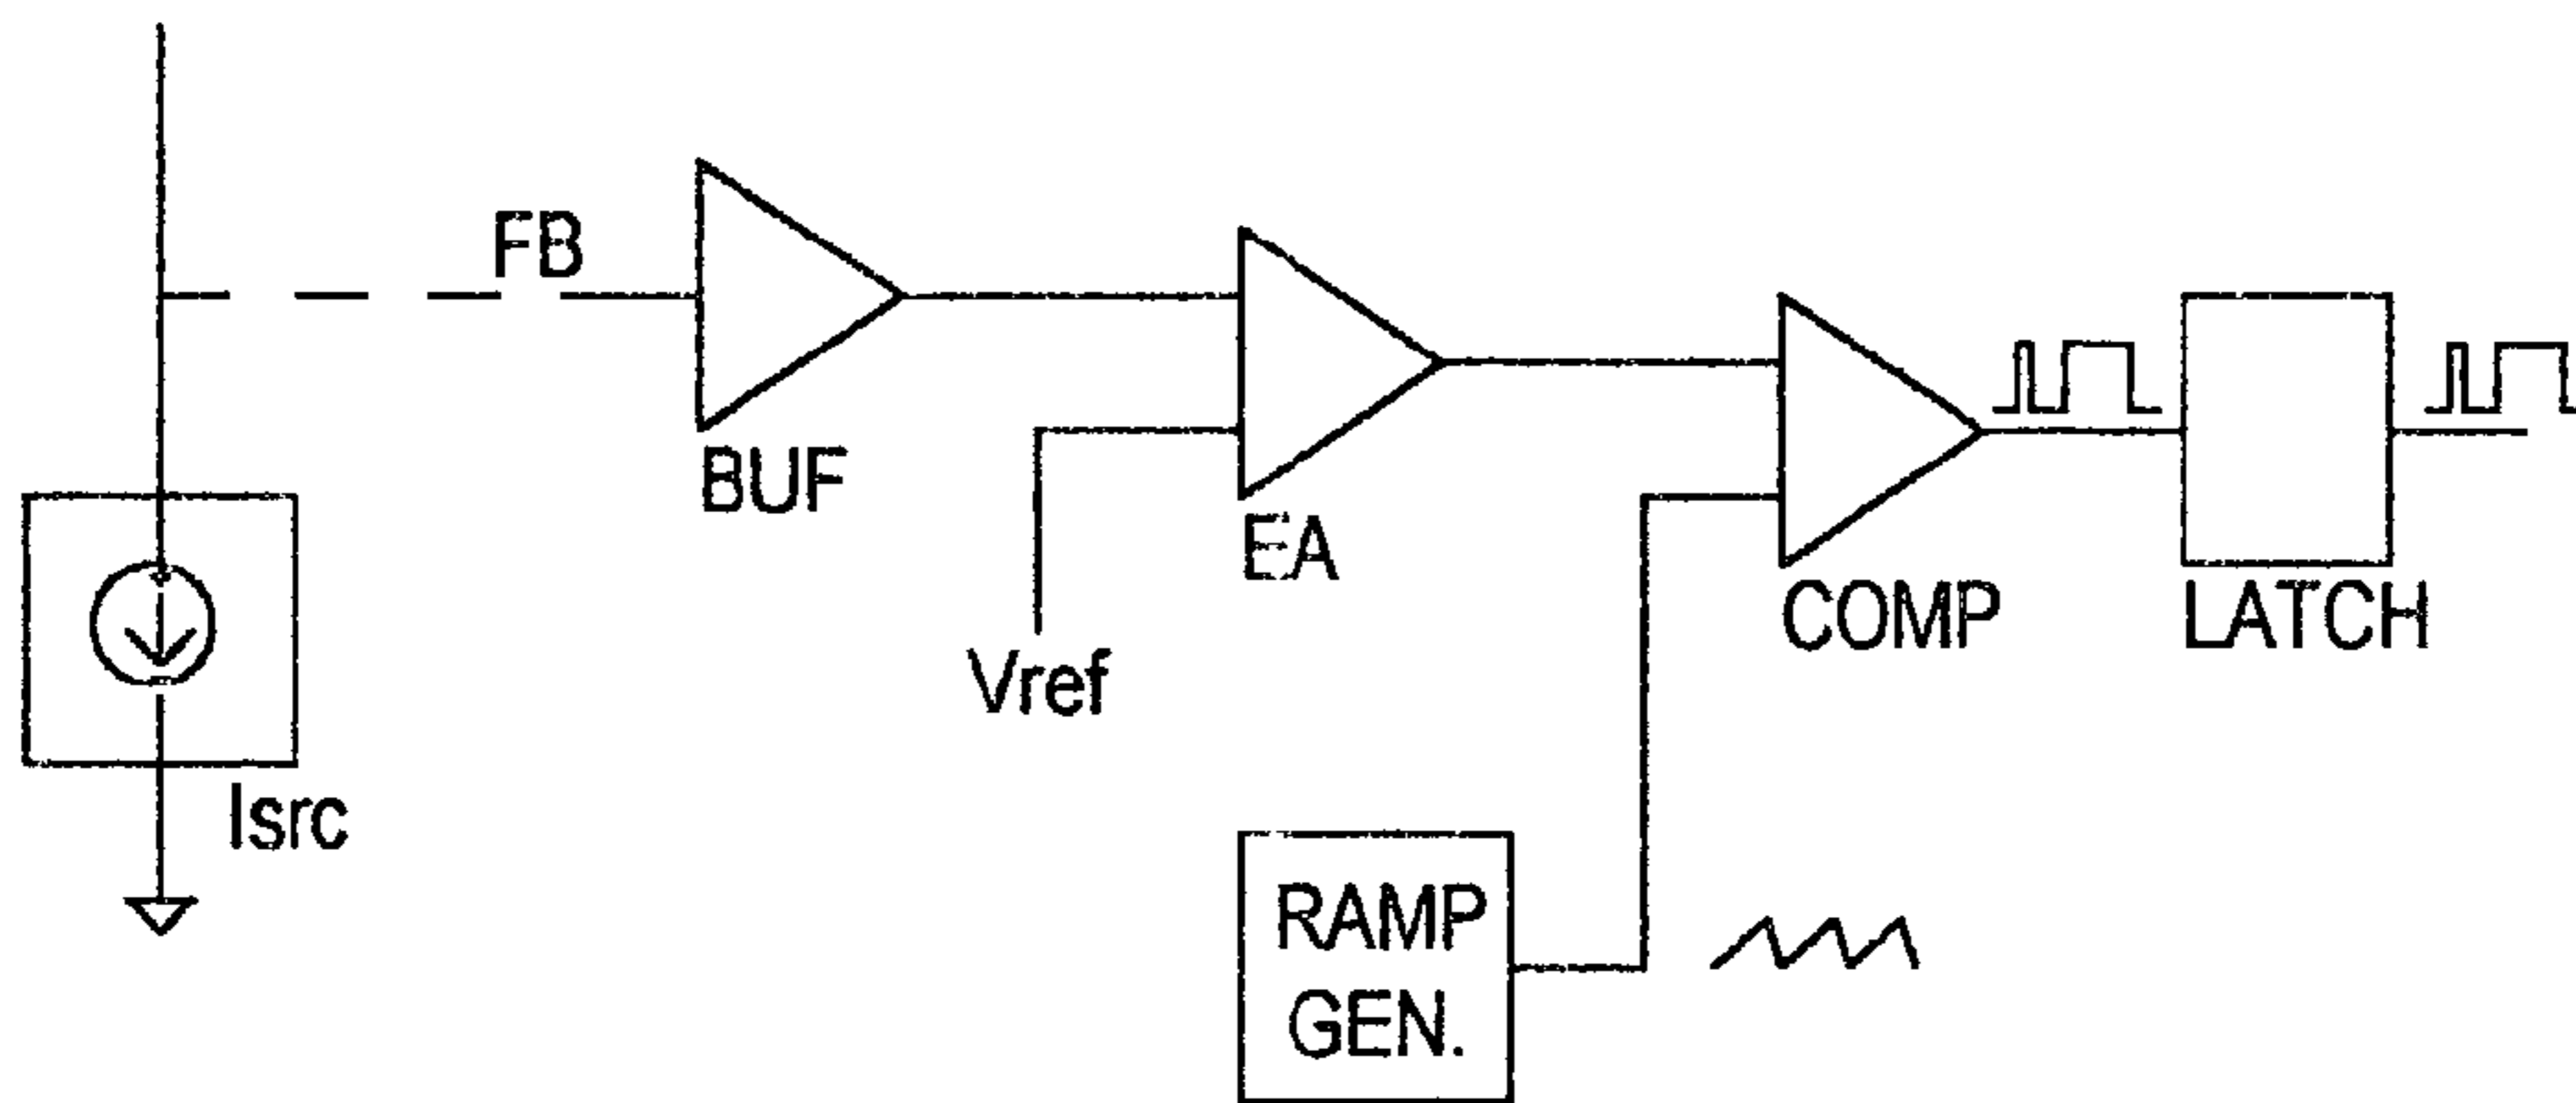 FB
BUF
EA
Vref
COMP
LATCH
Isrc
RAMP
GEN.